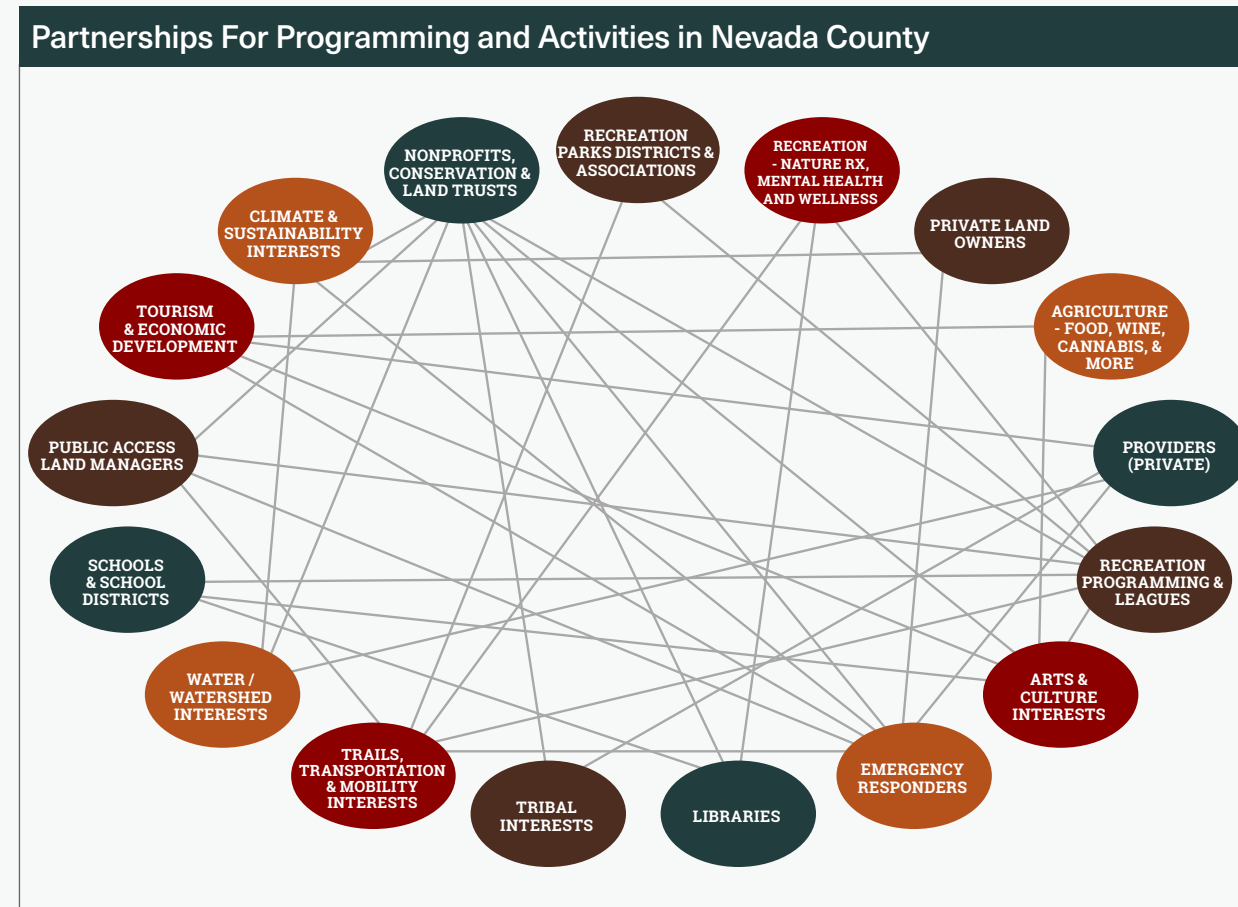 Partnerships For Programming and Activities in Nevada County
RECREATION
PARKS DISTRICTS &
ASSOCIATIONS
NONPROFITS,
CONSERVATION &
LAND TRUSTS
RECREATION
- NATURE RX,
MENTAL HEALTH
AND WELLNESS
CLIMATE &
SUSTAINABILITY
INTERESTS
PRIVATE LAND
OWNERS
TOURISM
& ECONOMIC
DEVELOPMENT
AGRICULTURE
- FOOD, WINE,
CANNABIS, &
MORE
PUBLIC ACCESS
LAND MANAGERS
PROVIDERS
(PRIVATE)
SCHOOLS
& SCHOOL
DISTRICTS
RECREATION
PROGRAMMING &
LEAGUES
WATER /
WATERSHED
INTERESTS
ARTS &
CULTURE
INTERESTS
TRAILS,
TRANSPORTATION
& MOBILITY
INTERESTS
EMERGENCY
RESPONDERS
TRIBAL
INTERESTS
LIBRARIES